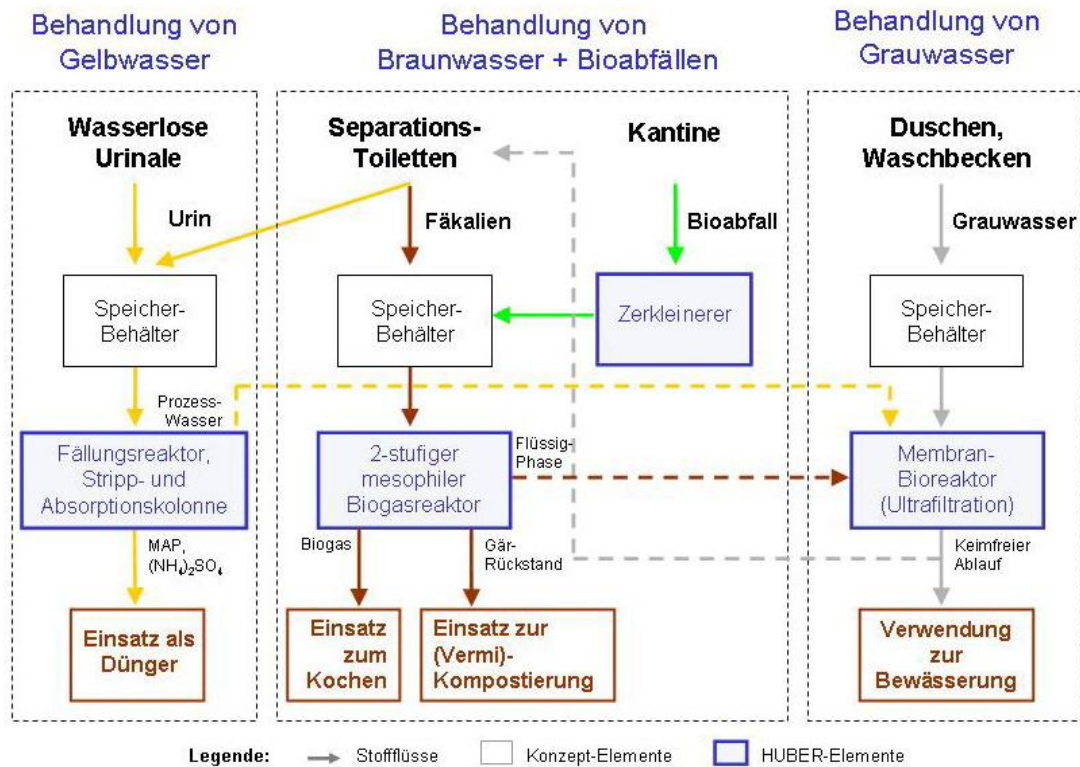 Behandlung von
Gelbwasser
Behandlung von
Braunwasser + Bioabfällen
Behandlung von
Grauwasser
Wasserlose
Urinale
Separations-
Toiletten
Kantine
Duschen,
Waschbecken
Urin
Fäkalien
Bioabfall
Grauwasser
Speicher-
Behälter
Speicher-
Behälter
Zerkleinerer
Speicher-
Behälter
Prozess-
Wasser
Fällungsreaktor,
Stripp- und
Absorptionskolonne
2-stufiger
mesophiler
Biogasreaktor
Flüssig-
Phase
Membran-
Bioreaktor
(Ultrafiltration)
MAP,
(NH₄)₂SO₄
Biogas
Gär-
Rückstand
Keimfreier
Ablauf
Einsatz als
Dünger
Einsatz
zum
Kochen
Einsatz zur
(Vermi)-
Kompostierung
Verwendung
zur
Bewässerung
Legende: Stoffflüsse Konzept-Elemente HUBER-Elemente